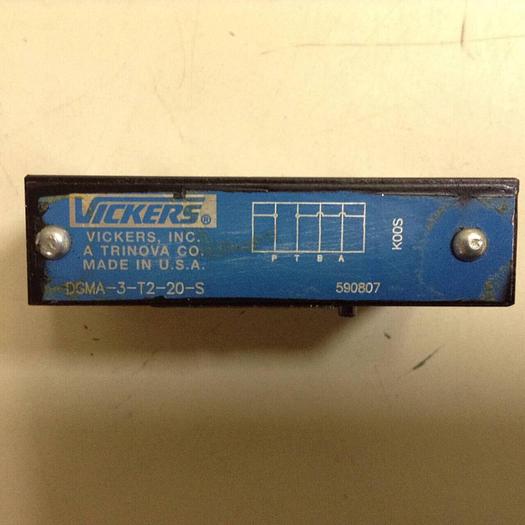 VICKERS®
VICKERS, INC.
A TRINOVA CO.
MADE IN U.S.A.
DGMA-3-T2-20-S
P T B A
590807
K00S